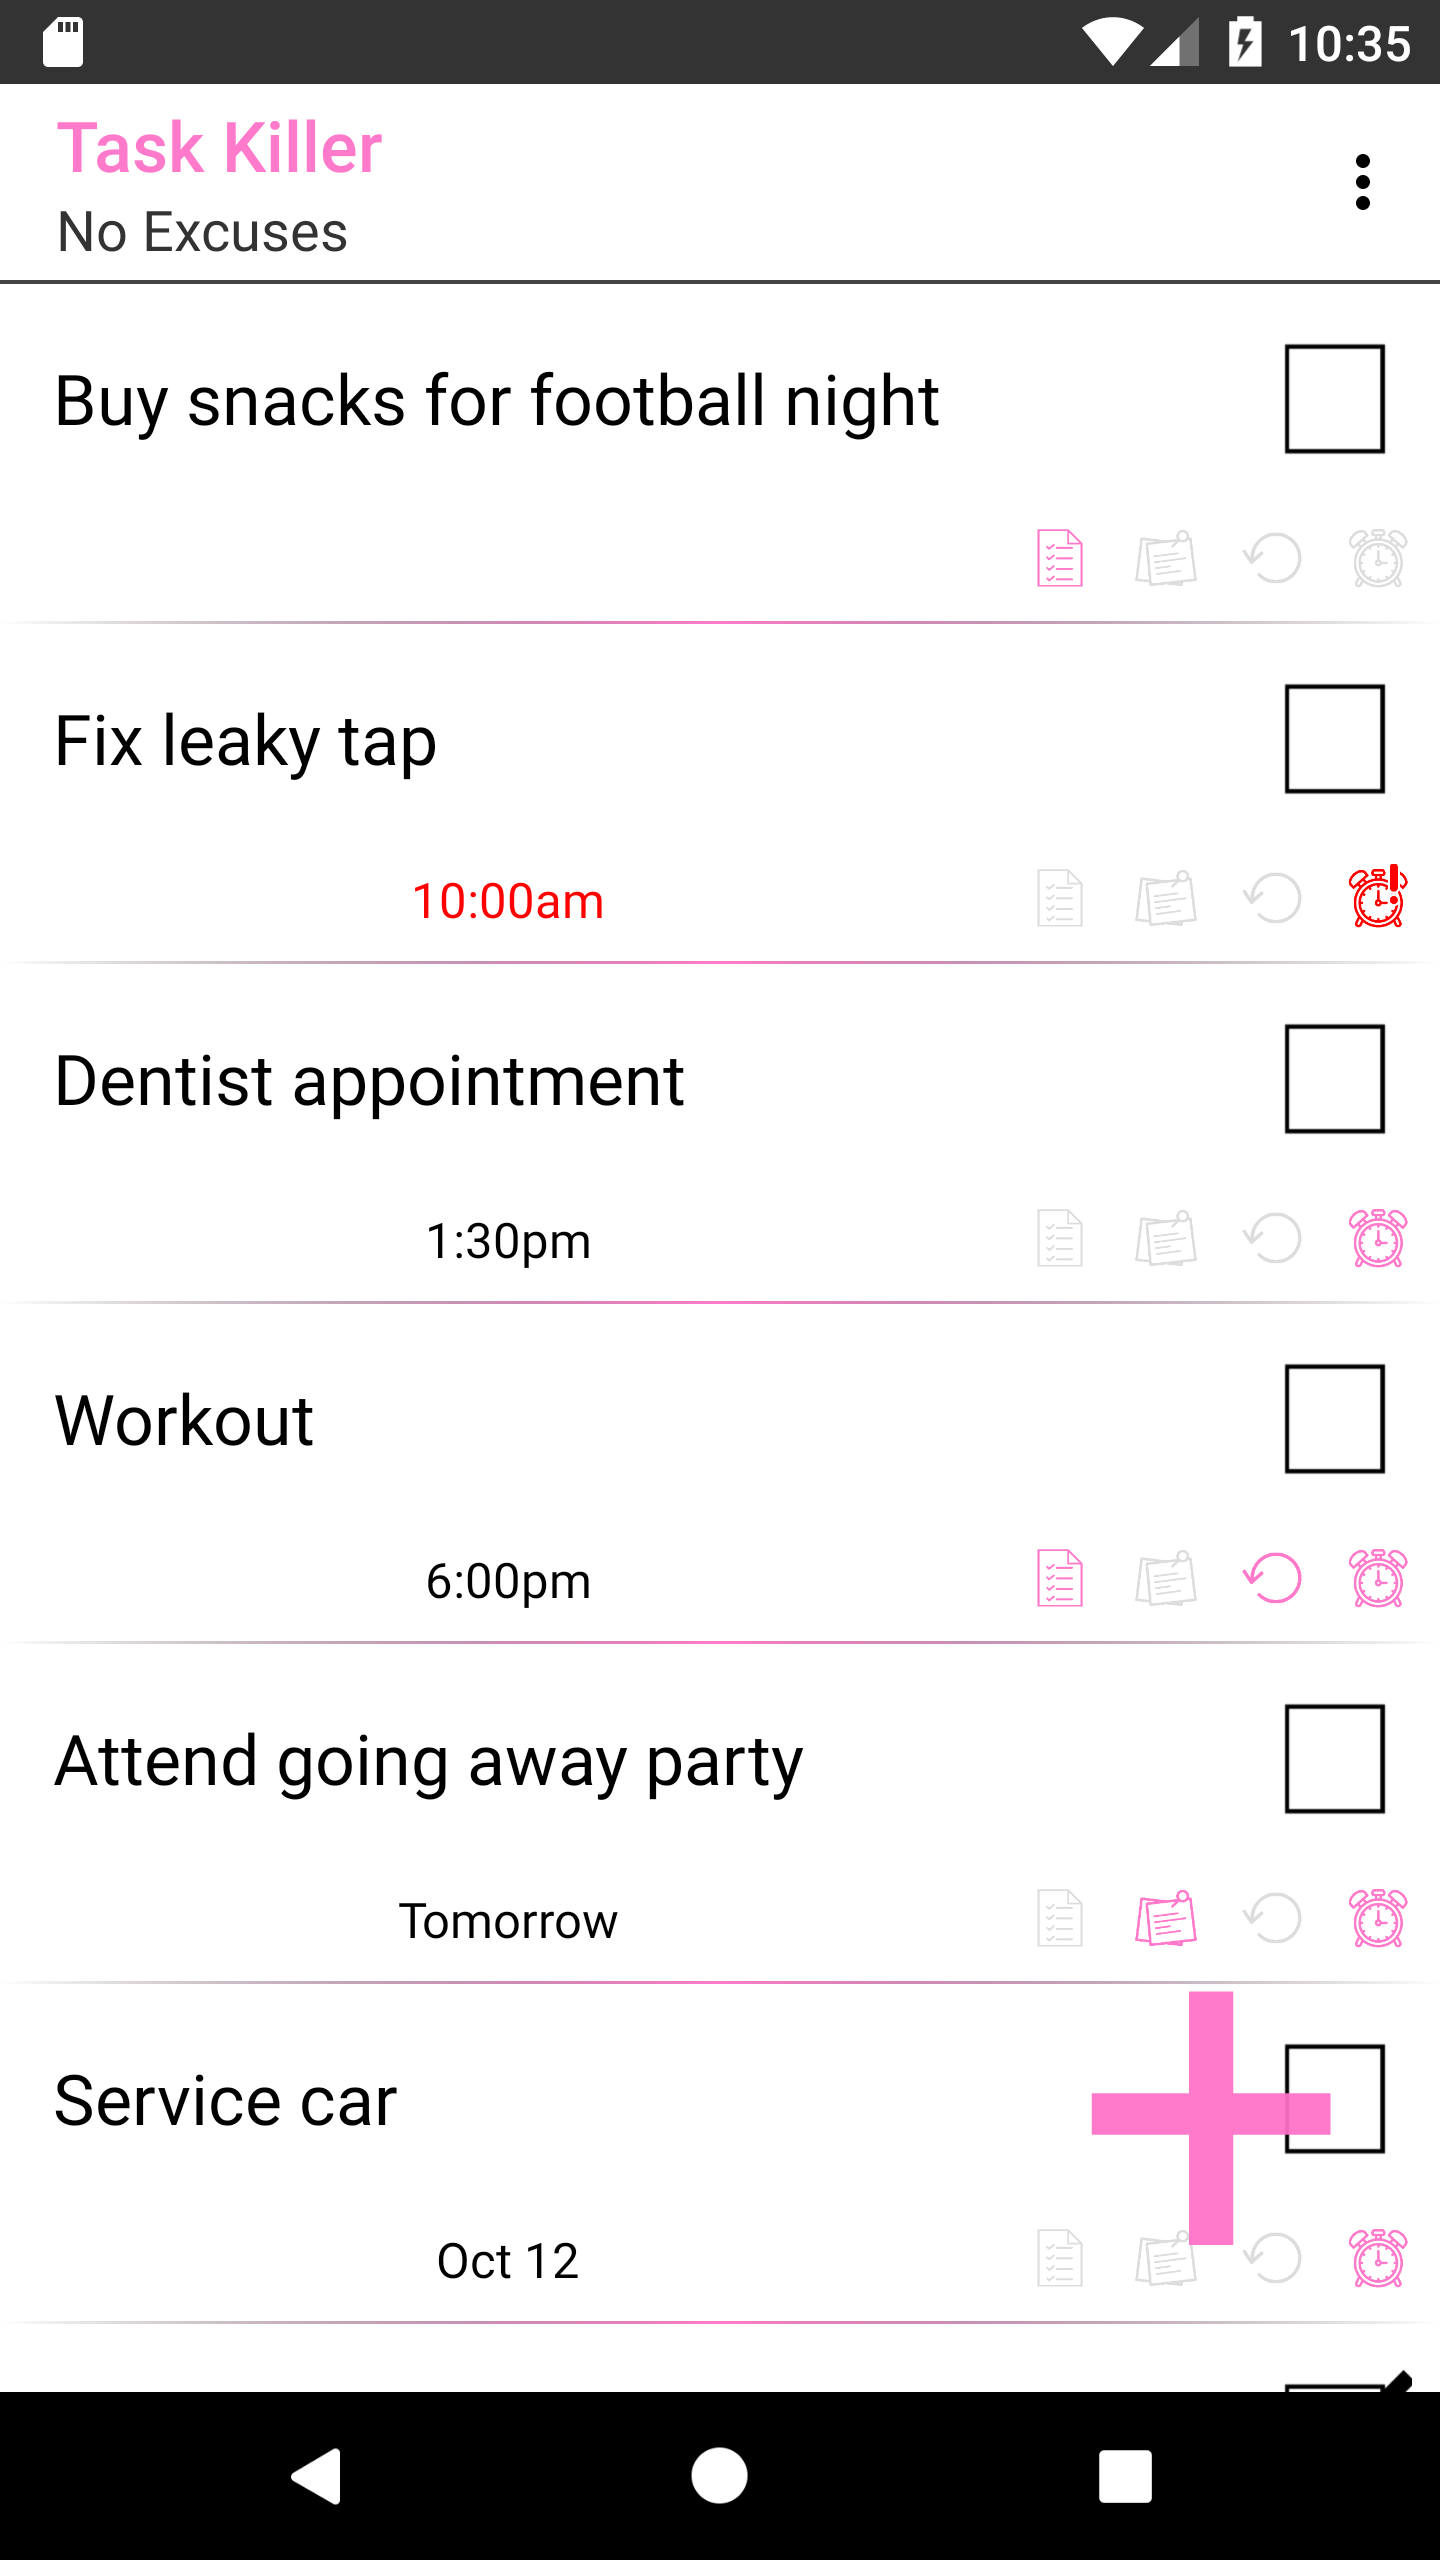 10:35
Task Killer
No Excuses
Buy snacks for football night
Fix leaky tap
10:00am
Dentist appointment
1:30pm
Workout
6:00pm
Attend going away party
Tomorrow
Service car
Oct 12